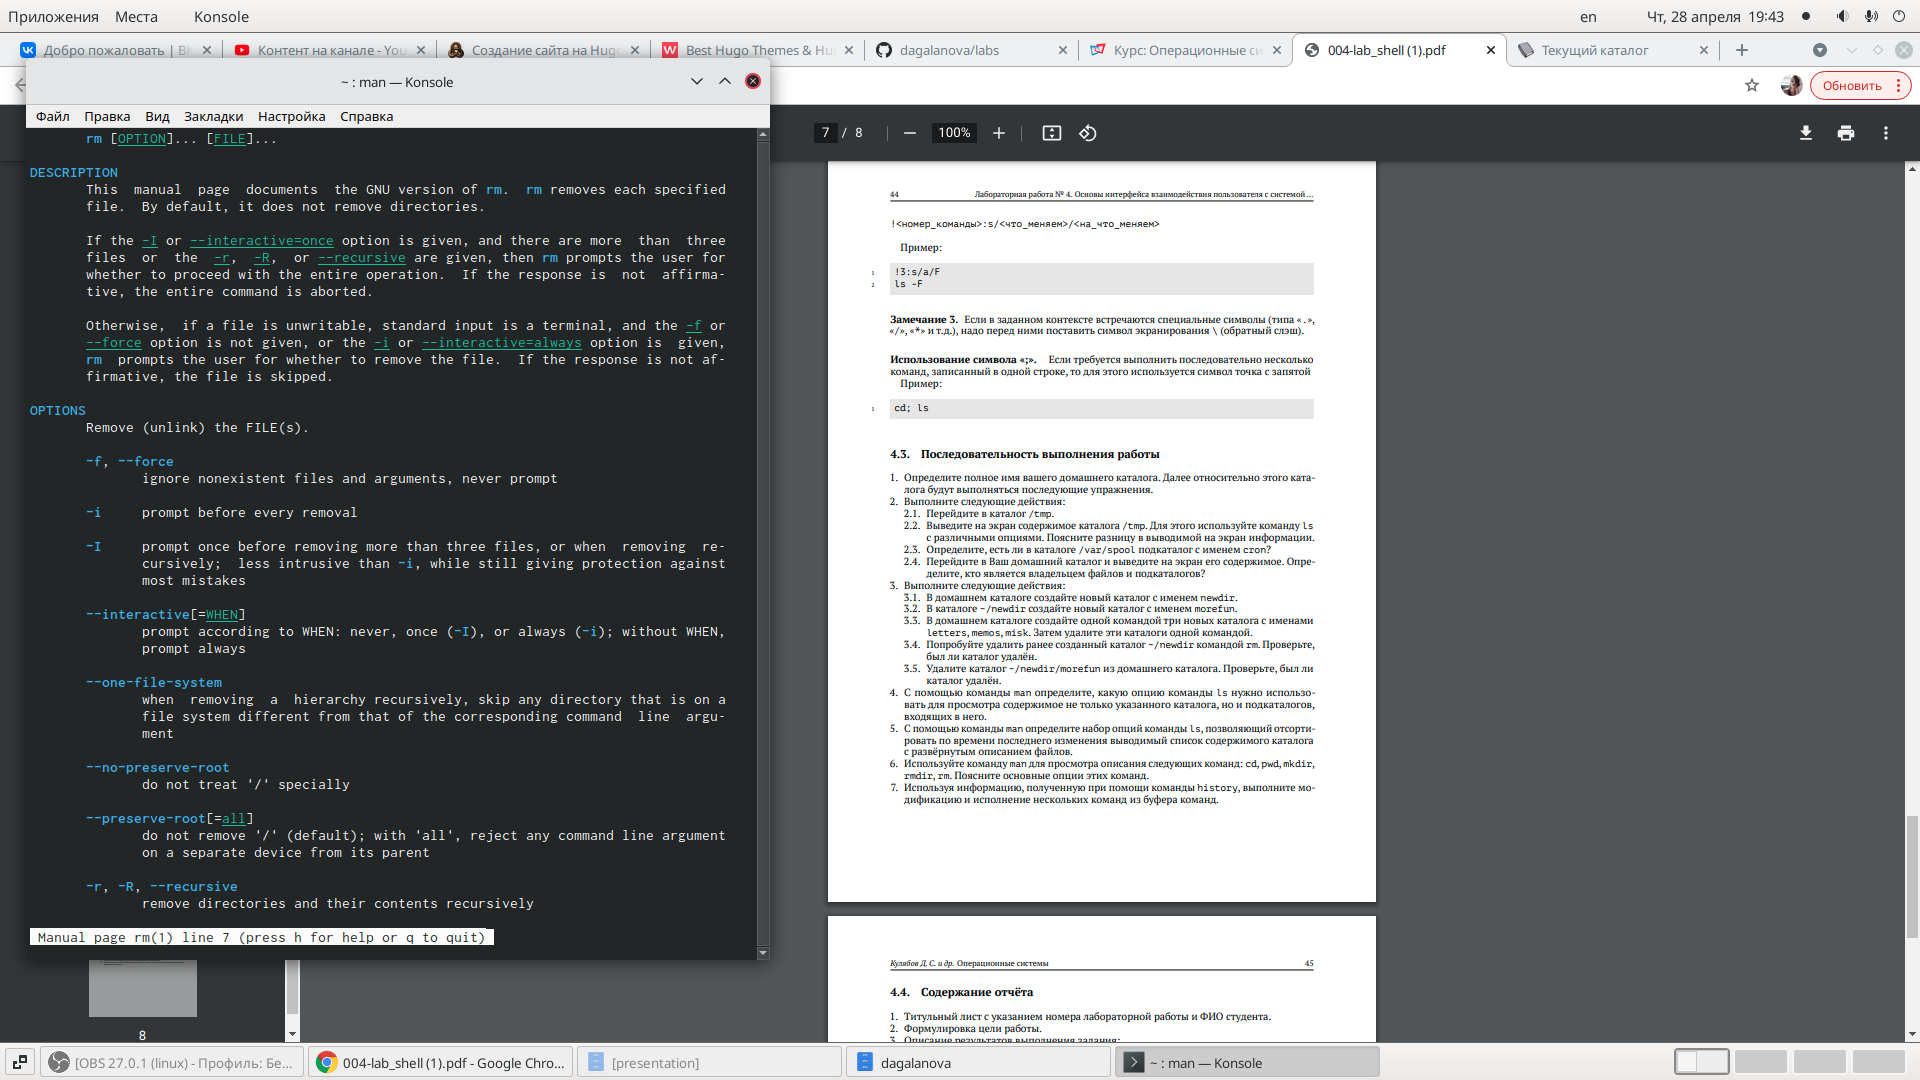 Приложения Места Konsole en Чт, 28 апреля 19:43
Добро пожаловать | ВК
Контент на канале - You
Создание сайта на Hugo
Best Hugo Themes & Hu
dagalanova/labs
Курс: Операционные си
004-lab_shell (1).pdf
Текущий каталог
Обновить
~ : man — Konsole
Файл Правка Вид Закладки Настройка Справка
rm [OPTION]... [FILE]...
DESCRIPTION
This manual page documents the GNU version of rm. rm removes each specified
file. By default, it does not remove directories.
If the -I or --interactive=once option is given, and there are more than three
files or the -r, -R, or --recursive are given, then rm prompts the user for
whether to proceed with the entire operation. If the response is not affirma-
tive, the entire command is aborted.
Otherwise, if a file is unwritable, standard input is a terminal, and the -f or
--force option is not given, or the -i or --interactive=always option is given,
rm prompts the user for whether to remove the file. If the response is not af-
firmative, the file is skipped.
OPTIONS
Remove (unlink) the FILE(s).
-f, --force
ignore nonexistent files and arguments, never prompt
-i prompt before every removal
-I prompt once before removing more than three files, or when removing re-
cursively; less intrusive than -i, while still giving protection against
most mistakes
--interactive[=WHEN]
prompt according to WHEN: never, once (-I), or always (-i); without WHEN,
prompt always
--one-file-system
when removing a hierarchy recursively, skip any directory that is on a
file system different from that of the corresponding command line argu-
ment
--no-preserve-root
do not treat '/' specially
--preserve-root[=all]
do not remove '/' (default); with 'all', reject any command line argument
on a separate device from its parent
-r, -R, --recursive
remove directories and their contents recursively
Manual page rm(1) line 7 (press h for help or q to quit)
8
7 / 8 100%
44 Лабораторная работа № 4. Основы интерфейса взаимодействия пользователя с системой ...
!<номер_команды>:s/<что_меняем>/<на_что_меняем>
Пример:
1 !3:s/a/F
2 ls -F
Замечание 3. Если в заданном контексте встречаются специальные символы (типа «.»,
«/», «*» и т.д.), надо перед ними поставить символ экранирования \ (обратный слэш).
Использование символа «;». Если требуется выполнить последовательно несколько
команд, записанный в одной строке, то для этого используется символ точка с запятой
Пример:
1 cd; ls
4.3. Последовательность выполнения работы
1. Определите полное имя вашего домашнего каталога. Далее относительно этого ката-
лога будут выполняться последующие упражнения.
2. Выполните следующие действия:
2.1. Перейдите в каталог /tmp.
2.2. Выведите на экран содержимое каталога /tmp. Для этого используйте команду ls
с различными опциями. Поясните разницу в выводимой на экран информации.
2.3. Определите, есть ли в каталоге /var/spool подкаталог с именем cron?
2.4. Перейдите в Ваш домашний каталог и выведите на экран его содержимое. Опре-
делите, кто является владельцем файлов и подкаталогов?
3. Выполните следующие действия:
3.1. В домашнем каталоге создайте новый каталог с именем newdir.
3.2. В каталоге ~/newdir создайте новый каталог с именем morefun.
3.3. В домашнем каталоге создайте одной командой три новых каталога с именами
letters, memos, misk. Затем удалите эти каталоги одной командой.
3.4. Попробуйте удалить ранее созданный каталог ~/newdir командой rm. Проверьте,
был ли каталог удалён.
3.5. Удалите каталог ~/newdir/morefun из домашнего каталога. Проверьте, был ли
каталог удалён.
4. С помощью команды man определите, какую опцию команды ls нужно использо-
вать для просмотра содержимое не только указанного каталога, но и подкаталогов,
входящих в него.
5. С помощью команды man определите набор опций команды ls, позволяющий отсорти-
ровать по времени последнего изменения выводимый список содержимого каталога
с развёрнутым описанием файлов.
6. Используйте команду man для просмотра описания следующих команд: cd, pwd, mkdir,
rmdir, rm. Поясните основные опции этих команд.
7. Используя информацию, полученную при помощи команды history, выполните мо-
дификацию и исполнение нескольких команд из буфера команд.
Кулябов Д. С. и др. Операционные системы 45
4.4. Содержание отчёта
1. Титульный лист с указанием номера лабораторной работы и ФИО студента.
2. Формулировка цели работы.
3. Описание результатов выполнения задания:
[OBS 27.0.1 (linux) - Профиль: Бе...
004-lab_shell (1).pdf - Google Chro...
[presentation]
dagalanova
~ : man — Konsole